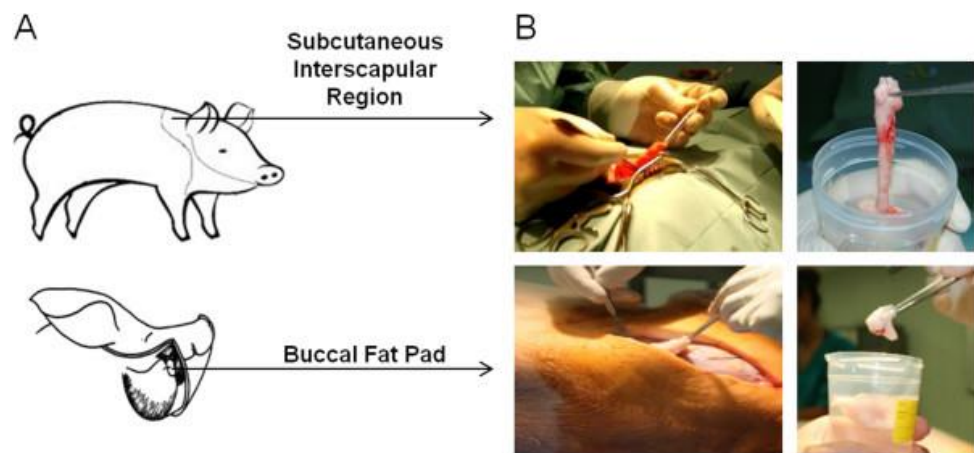 A
B
Subcutaneous
Interscapular
Region
Buccal Fat Pad